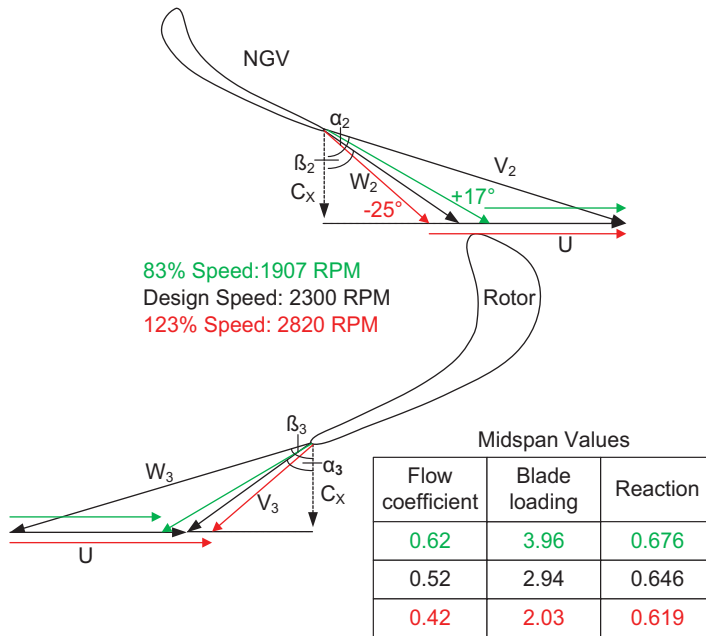 NGV
α2
ß2
V2
W2
CX
+17°
-25°
U
83% Speed:1907 RPM
Design Speed: 2300 RPM
123% Speed: 2820 RPM
Rotor
ß3
α3
W3
V3
CX
U
Midspan Values
Flow coefficient Blade loading Reaction
0.62 3.96 0.676
0.52 2.94 0.646
0.42 2.03 0.619